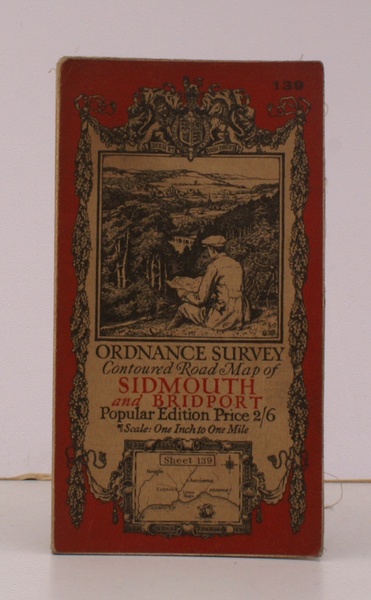 139
ORDNANCE SURVEY
Contoured Road Map of
SIDMOUTH
and BRIDPORT
Popular Edition Price 2/6
Scale: One Inch to One Mile
Sheet 139